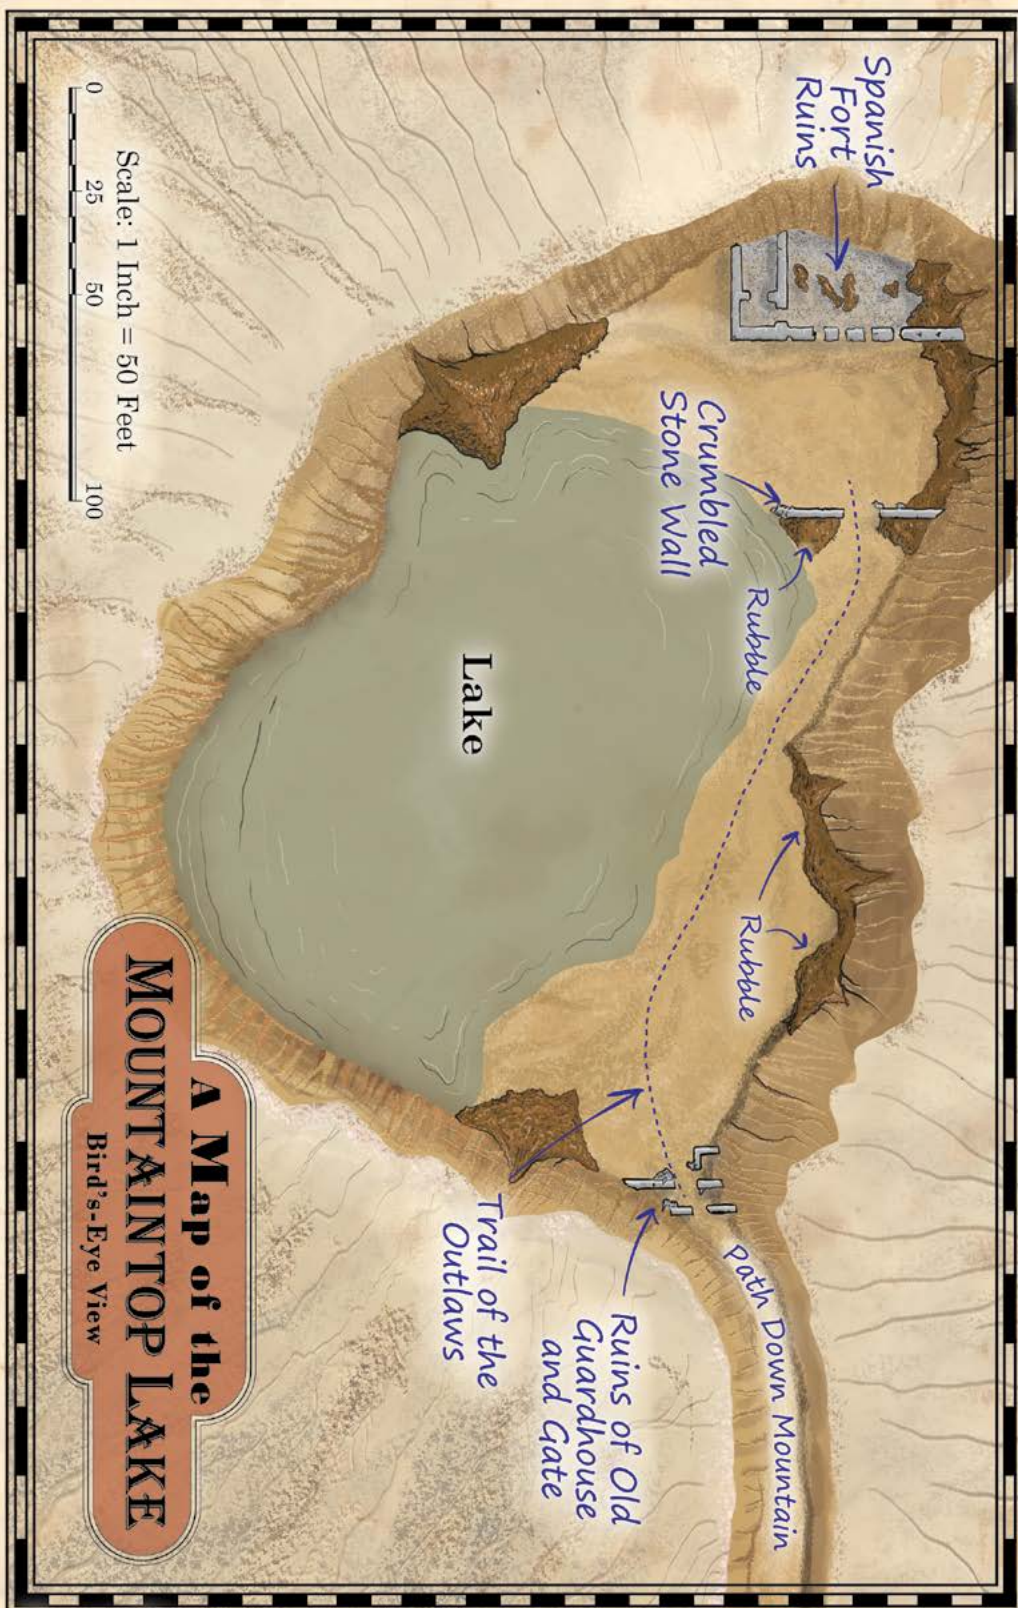 Spanish
Fort
Ruins
Crumbled
Stone Wall
Rubble
Rubble
Rubble
Path Down Mountain
Lake
Trail of the
Outlaws
Ruins of Old
Guardhouse
and Gate
Scale: 1 Inch = 50 Feet
0 25 50 100
A Map of the
Mountaintop Lake
Bird's-Eye View